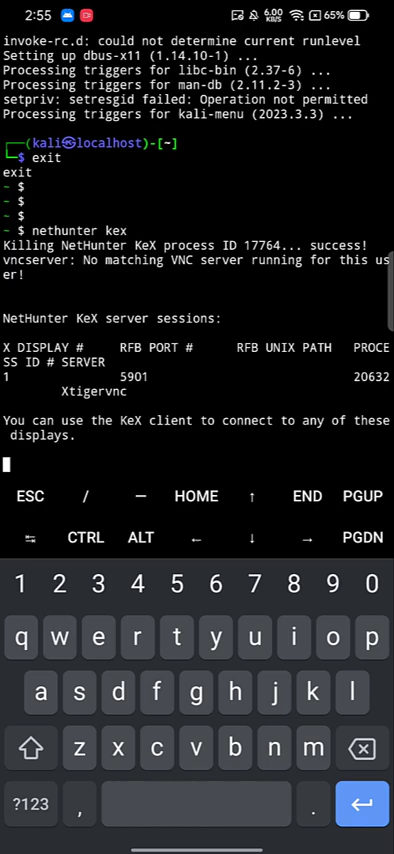 2:55 6.00 KB/S 65%
invoke-rc.d: could not determine current runlevel
Setting up dbus-x11 (1.14.10-1) ...
Processing triggers for libc-bin (2.37-6) ...
Processing triggers for man-db (2.11.2-3) ...
setpriv: setresgid failed: Operation not permitted
Processing triggers for kali-menu (2023.3.3) ...
┌──(kali㉿localhost)-[~]
└─$ exit
exit
~ $
~ $
~ $
~ $ nethunter kex
Killing NetHunter KeX process ID 17764... success!
vncserver: No matching VNC server running for this us
er!
NetHunter KeX server sessions:
X DISPLAY # RFB PORT # RFB UNIX PATH PROCE
SS ID # SERVER
1 5901 20632
Xtigervnc
You can use the KeX client to connect to any of these
displays.
ESC / — HOME ↑ END PGUP
↹ CTRL ALT ← ↓ → PGDN
1 2 3 4 5 6 7 8 9 0
q w e r t y u i o p
a s d f g h j k l
z x c v b n m
?123 , .